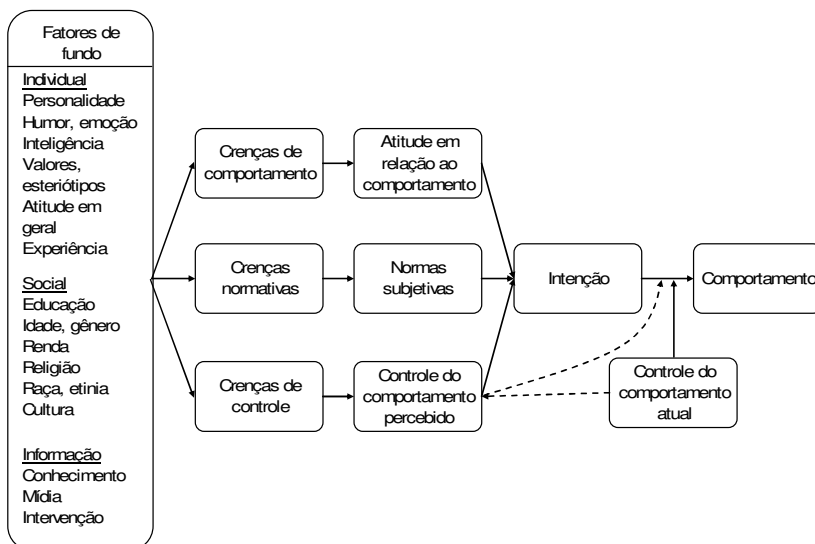 Fatores de
fundo
Individual
Personalidade
Humor, emoção
Inteligência
Valores,
esteriótipos
Atitude em
geral
Experiência
Social
Educação
Idade, gênero
Renda
Religião
Raça, etinia
Cultura
Informação
Conhecimento
Mídia
Intervenção
Crenças de
comportamento
Atitude em
relação ao
comportamento
Crenças
normativas
Normas
subjetivas
Intenção
Comportamento
Crenças de
controle
Controle do
comportamento
percebido
Controle do
comportamento
atual